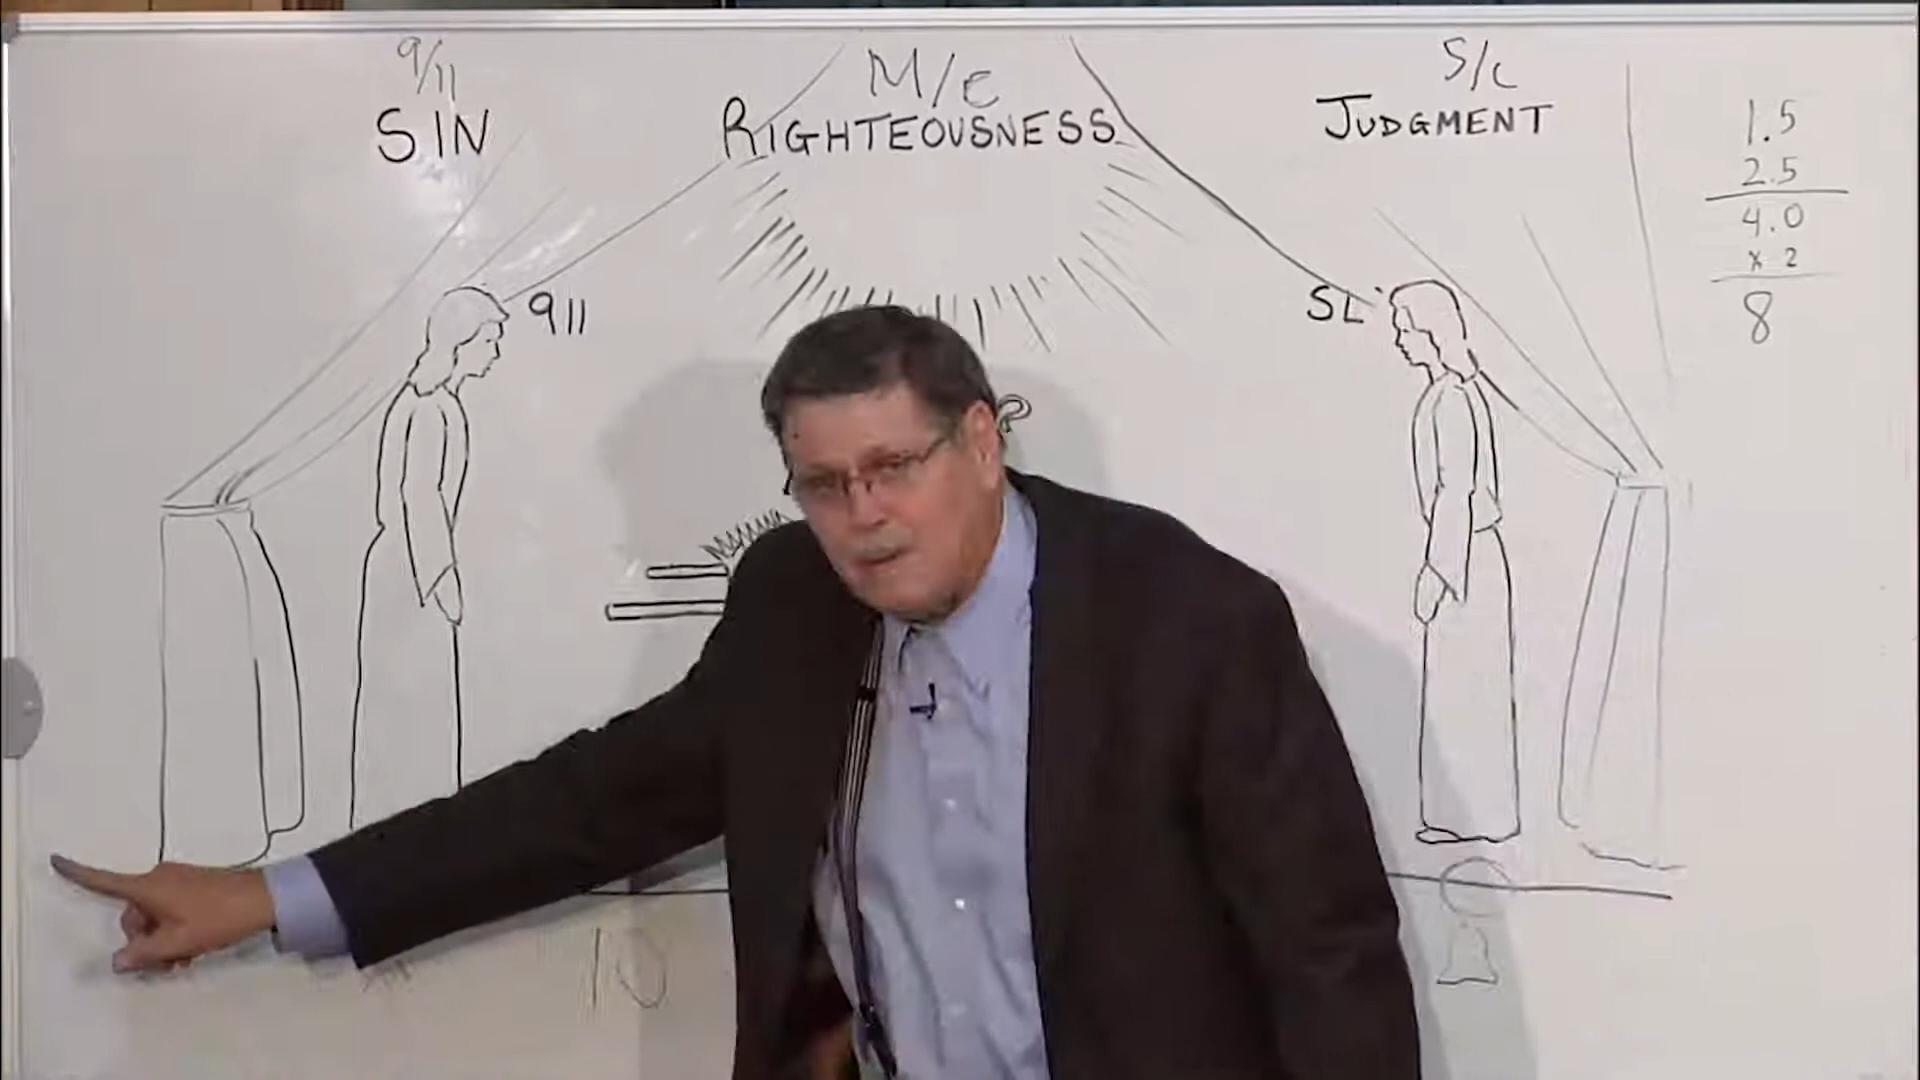 9/11
SIN
M/C
RIGHTEOUSNESS
S/L
JUDGMENT
911
SL
1.5
2.5
4.0
x 2
8
10